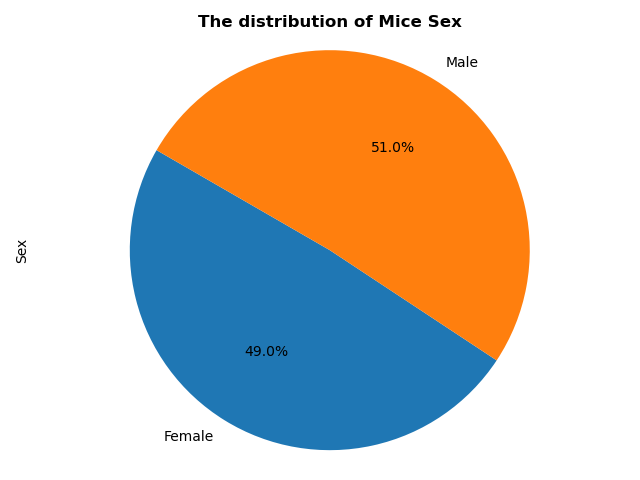 The distribution of Mice Sex
Male
51.0%
Sex
49.0%
Female